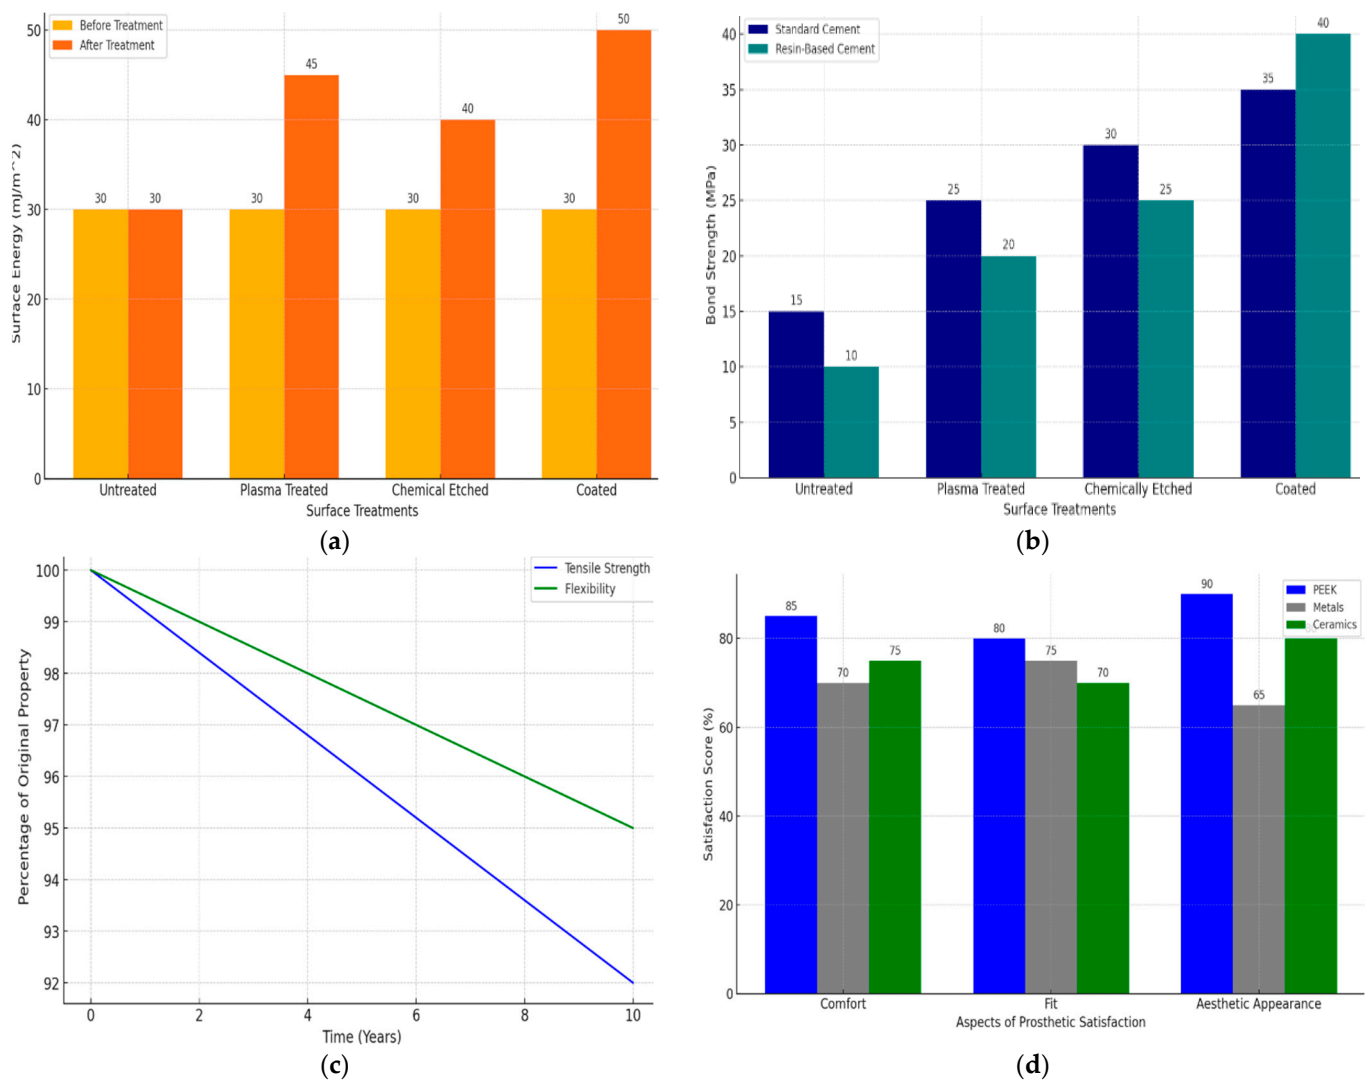 Before Treatment
After Treatment
50
45
40
30 30 30 30 30
50
40
30
20
10
0
Surface Energy (mJ/m^2)
Untreated Plasma Treated Chemical Etched Coated
Surface Treatments
(a)
Standard Cement
Resin-Based Cement
40
35
30
25 25
20
15
10
40
35
30
25
20
15
10
5
0
Bond Strength (MPa)
Untreated Plasma Treated Chemically Etched Coated
Surface Treatments
(b)
Tensile Strength
Flexibility
100
99
98
97
96
95
94
93
92
Percentage of Original Property
0 2 4 6 8 10
Time (Years)
(c)
PEEK
Metals
Ceramics
90
85
80 75
75 70
70
65
80
60
40
20
0
Satisfaction Score (%)
Comfort Fit Aesthetic Appearance
Aspects of Prosthetic Satisfaction
(d)